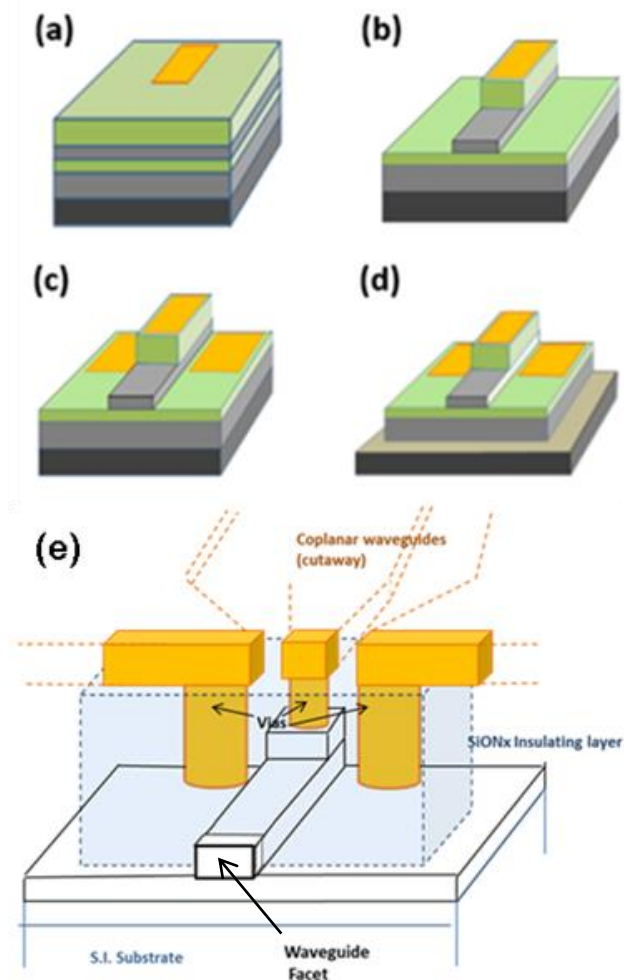 (a)
(b)
(c)
(d)
(e)
Coplanar waveguides
(cutaway)
Vias
SiONx Insulating layer
S.I. Substrate
Waveguide
Facet